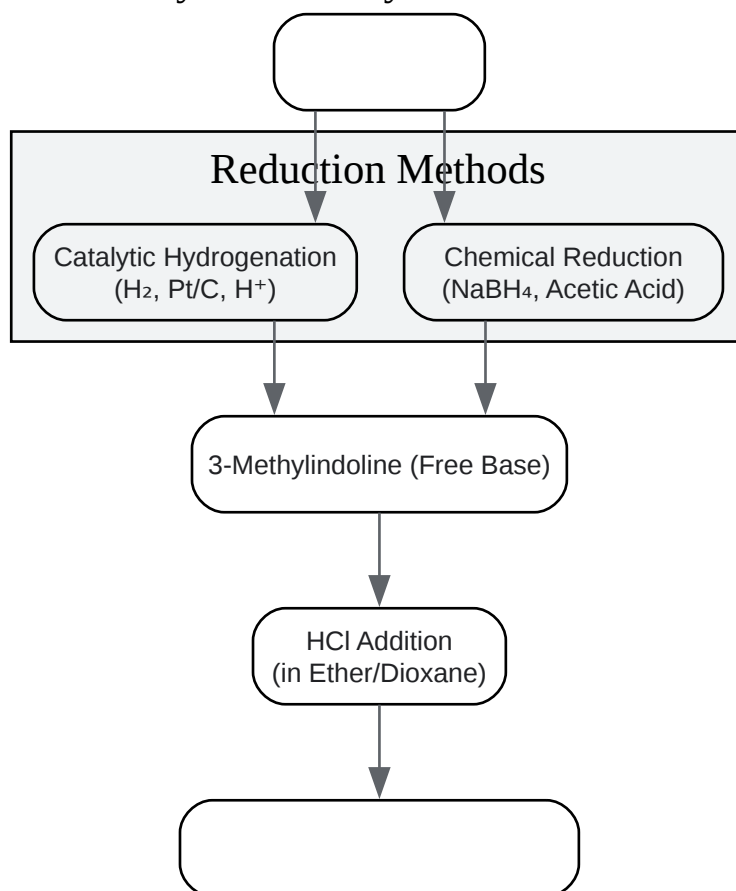 Reduction Methods
Catalytic Hydrogenation
(H₂, Pt/C, H⁺)
Chemical Reduction
(NaBH₄, Acetic Acid)
3-Methylindoline (Free Base)
HCl Addition
(in Ether/Dioxane)